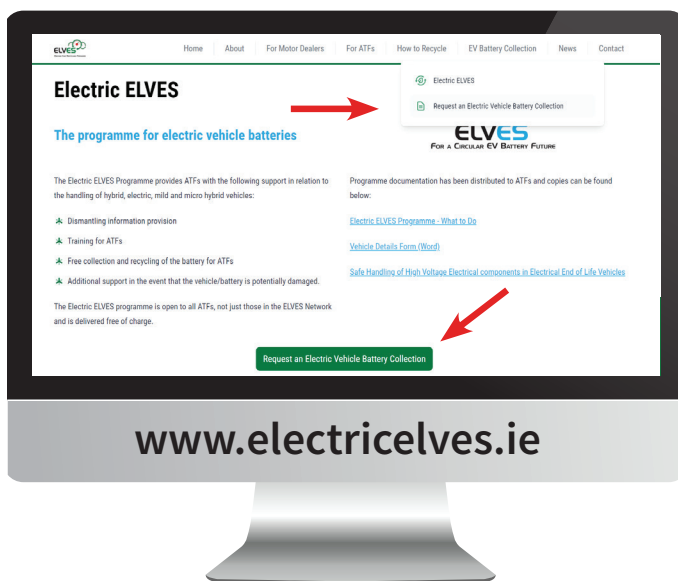 ELVES
Home About For Motor Dealers For ATFs How to Recycle EV Battery Collection News Contact
Electric ELVES
Request an Electric Vehicle Battery Collection
Electric ELVES
The programme for electric vehicle batteries
ELVES
FOR A CIRCULAR EV BATTERY FUTURE
The Electric ELVES Programme provides ATFs with the following support in relation to
the handling of hybrid, electric, mild and micro hybrid vehicles:
Dismantling information provision
Training for ATFs
Free collection and recycling of the battery for ATFs
Additional support in the event that the vehicle/battery is potentially damaged.
The Electric ELVES programme is open to all ATFs, not just those in the ELVES Network
and is delivered free of charge.
Programme documentation has been distributed to ATFs and copies can be found
below:
Electric ELVES Programme - What to Do
Vehicle Details Form (Word)
Safe Handling of High Voltage Electrical components in Electrical End of Life Vehicles
Request an Electric Vehicle Battery Collection
www.electricelves.ie